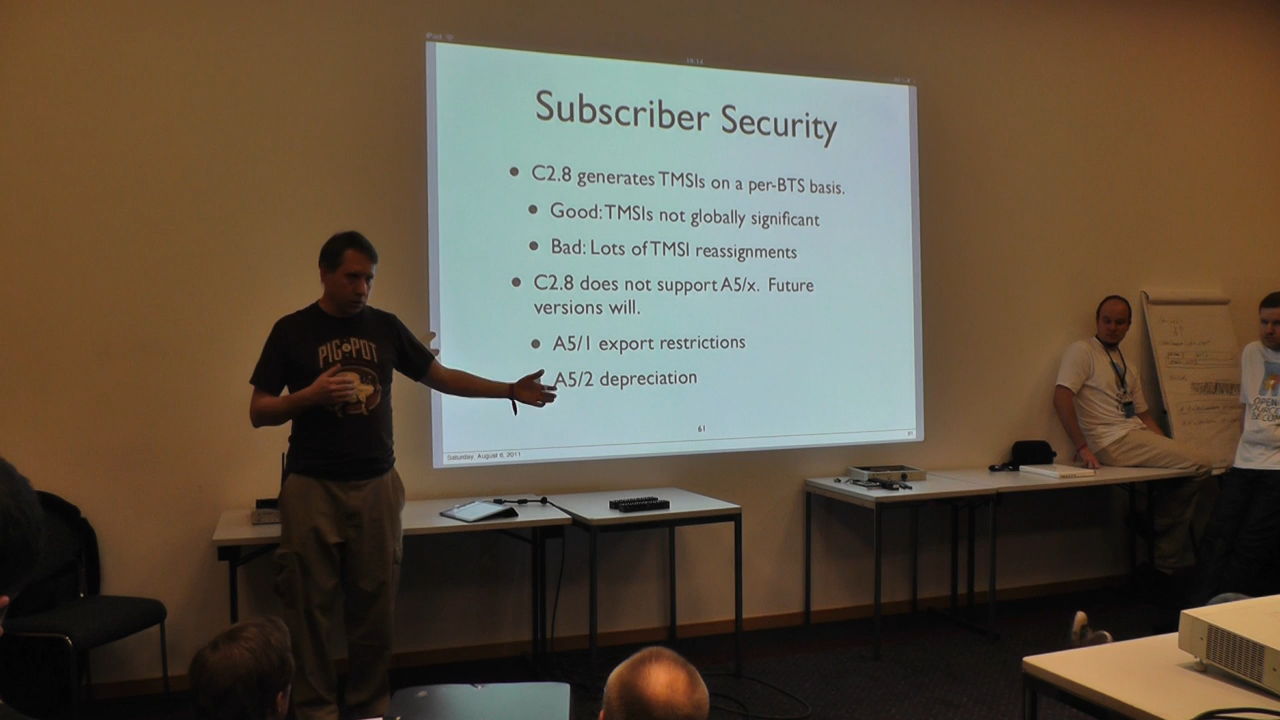 iPad
Subscriber Security
• C2.8 generates TMSIs on a per-BTS basis.
• Good: TMSIs not globally significant
• Bad: Lots of TMSI reassignments
• C2.8 does not support A5/x. Future
versions will.
• A5/1 export restrictions
A5/2 depreciation
61
Saturday, August 6, 2011
PIG POT
OPEN